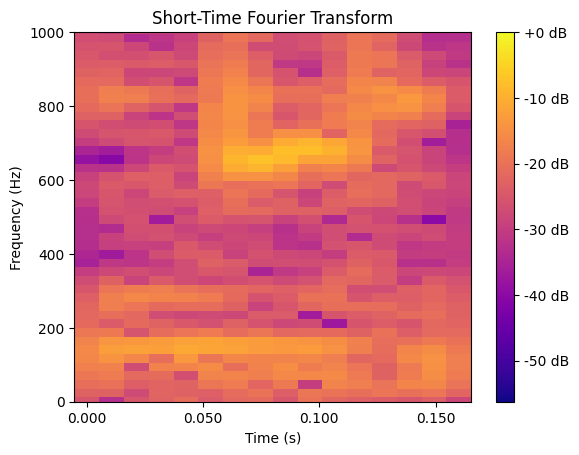 Short-Time Fourier Transform
1000
800
600
400
200
0
Frequency (Hz)
0.000
0.050
0.100
0.150
Time (s)
+0 dB
-10 dB
-20 dB
-30 dB
-40 dB
-50 dB